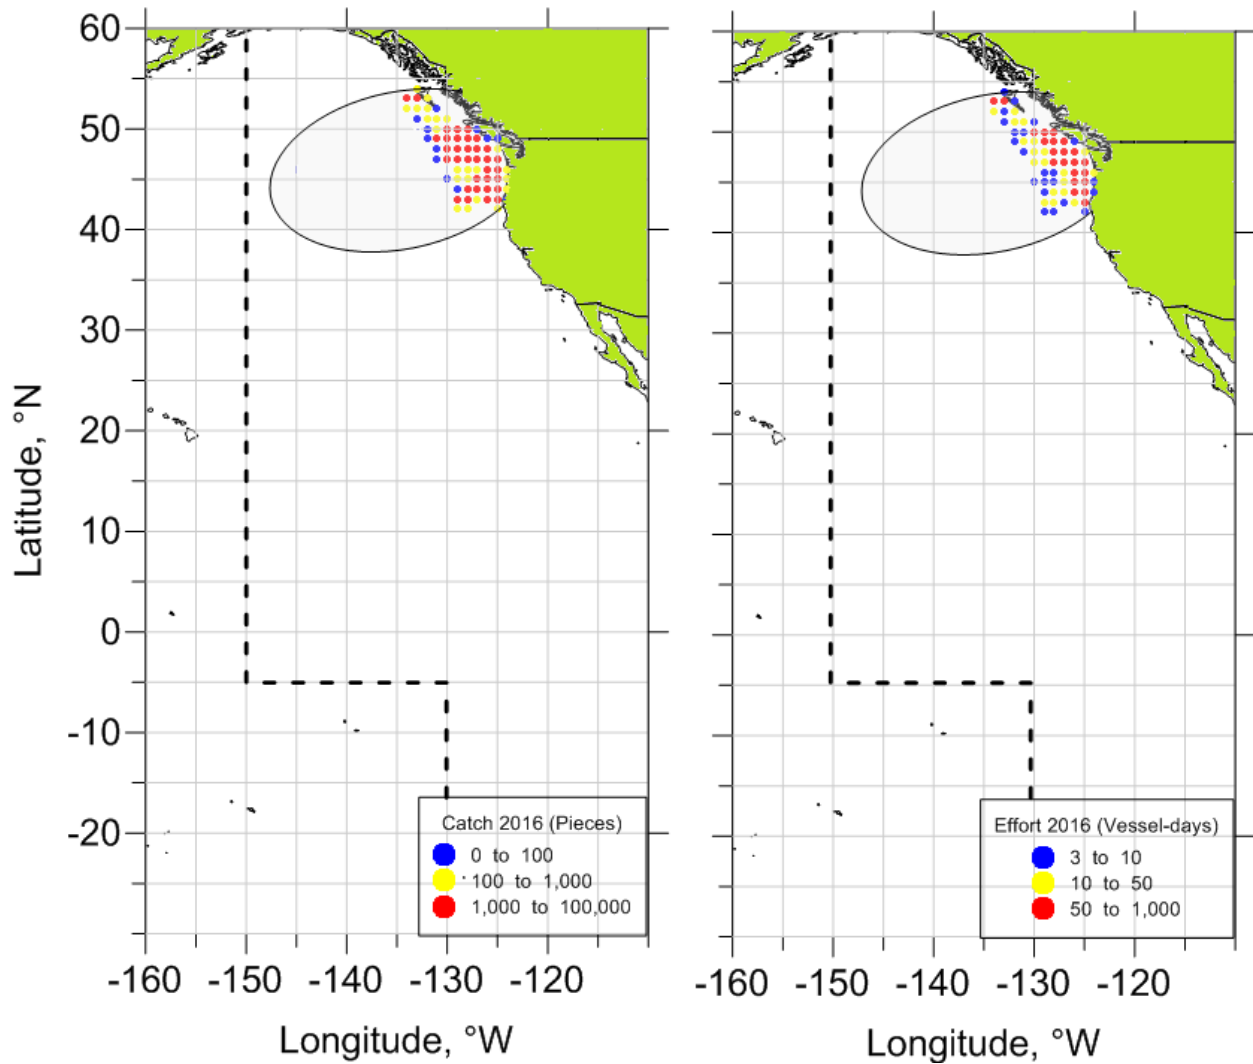 60
50
40
30
20
10
0
-10
-20
Latitude, °N
Catch 2016 (Pieces)
0 to 100
100 to 1,000
1,000 to 100,000
-160 -150 -140 -130 -120
Longitude, °W
Effort 2016 (Vessel-days)
3 to 10
10 to 50
50 to 1,000
-160 -150 -140 -130 -120
Longitude, °W